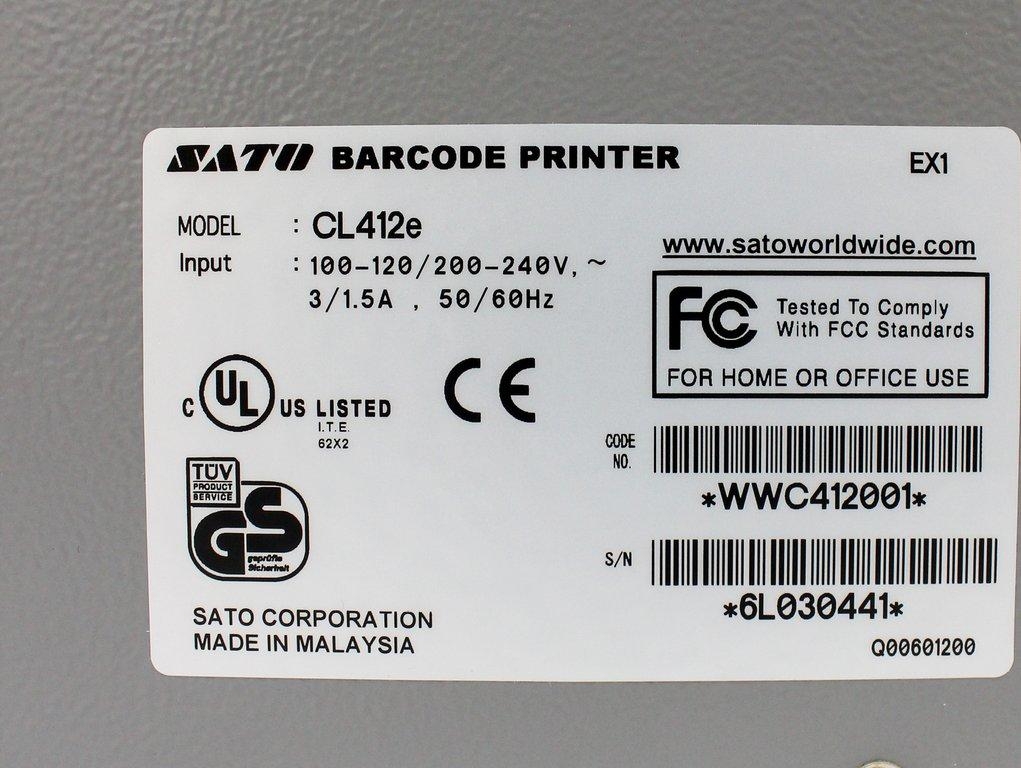 SATO BARCODE PRINTER
EX1
MODEL : CL412e
Input : 100-120/200-240V, ~
3/1.5A , 50/60Hz
www.satoworldwide.com
FC Tested To Comply
With FCC Standards
FOR HOME OR OFFICE USE
C UL US LISTED
I.T.E.
62X2
CE
CODE
NO.
*WWC412001*
TÜV
PRODUCT
SERVICE
GS
geprüfte
Sicherheit
S/N
*6L030441*
SATO CORPORATION
MADE IN MALAYSIA
Q00601200